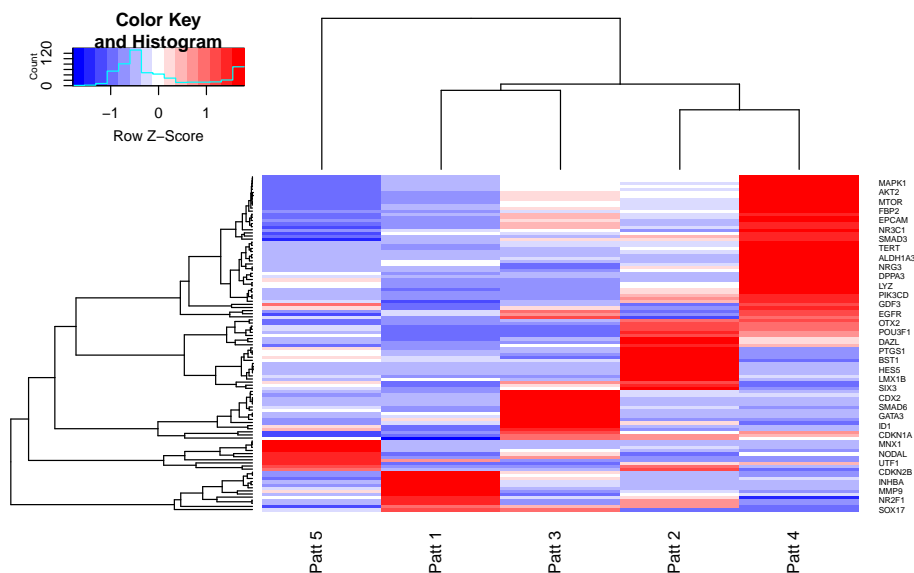 Color Key
and Histogram
Count
0
120
−1
0
1
Row Z−Score
MAPK1
AKT2
MTOR
FBP2
EPCAM
NR3C1
SMAD3
TERT
ALDH1A3
NRG3
DPPA3
LYZ
PIK3CD
GDF3
EGFR
OTX2
POU3F1
DAZL
PTGS1
BST1
HES5
LMX1B
SIX3
CDX2
SMAD6
GATA3
ID1
CDKN1A
MNX1
NODAL
UTF1
CDKN2B
INHBA
MMP9
NR2F1
SOX17
Patt 5
Patt 1
Patt 3
Patt 2
Patt 4